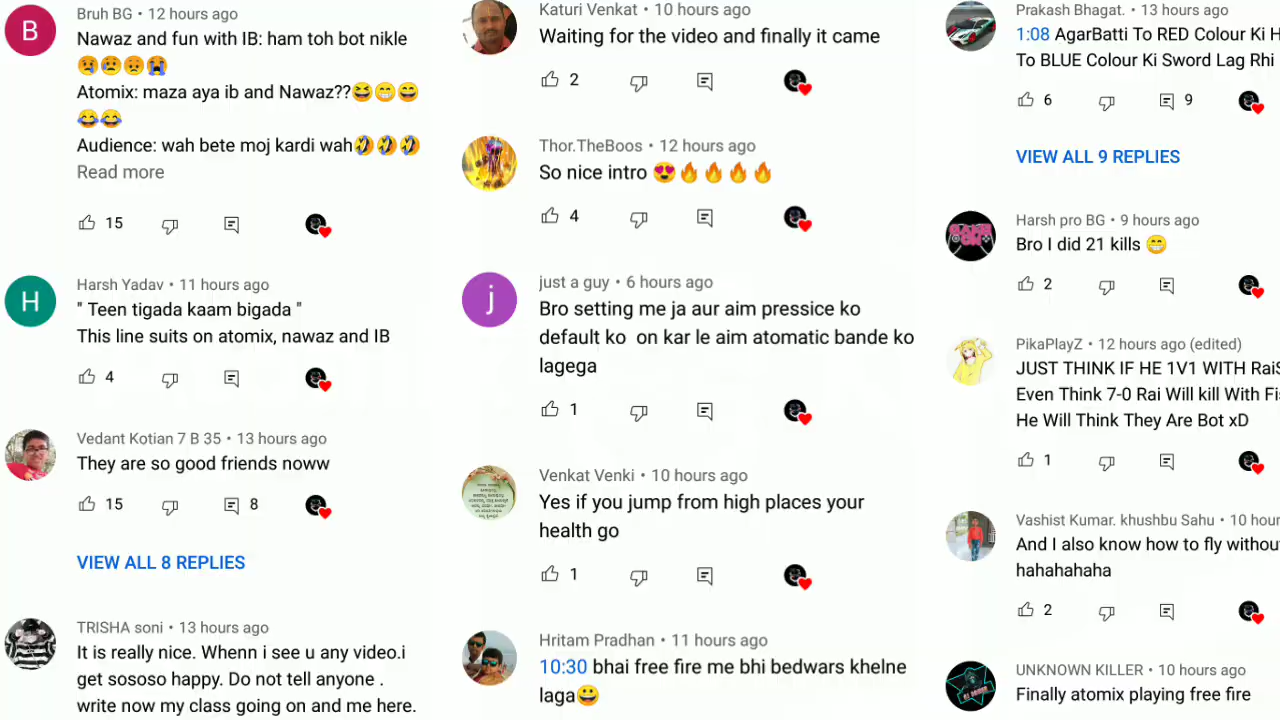 B
Bruh BG • 12 hours ago
Nawaz and fun with IB: ham toh bot nikle
😢😥😟😭
Atomix: maza aya ib and Nawaz??😆😁😄
😂😂
Audience: wah bete moj kardi wah🤣🤣🤣
Read more
15
H
Harsh Yadav • 11 hours ago
" Teen tigada kaam bigada "
This line suits on atomix, nawaz and IB
4
Vedant Kotian 7 B 35 • 13 hours ago
They are so good friends noww
15 8
VIEW ALL 8 REPLIES
TRISHA soni • 13 hours ago
It is really nice. Whenn i see u any video.i
get sososo happy. Do not tell anyone .
write now my class going on and me here.
Katuri Venkat • 10 hours ago
Waiting for the video and finally it came
2
Thor.TheBoos • 12 hours ago
So nice intro 😍🔥🔥🔥🔥
4
j
just a guy • 6 hours ago
Bro setting me ja aur aim pressice ko
default ko on kar le aim atomatic bande ko
lagega
1
Venkat Venki • 10 hours ago
Yes if you jump from high places your
health go
1
Hritam Pradhan • 11 hours ago
10:30 bhai free fire me bhi bedwars khelne
laga😀
Prakash Bhagat. • 13 hours ago
1:08 AgarBatti To RED Colour Ki H
To BLUE Colour Ki Sword Lag Rhi
6 9
VIEW ALL 9 REPLIES
GAME
ON
Harsh pro BG • 9 hours ago
Bro I did 21 kills 😁
2
PikaPlayZ • 12 hours ago (edited)
JUST THINK IF HE 1V1 WITH RaiS
Even Think 7-0 Rai Will kill With Fis
He Will Think They Are Bot xD
1
Vashist Kumar. khushbu Sahu • 10 hour
And I also know how to fly withou
hahahahaha
2
UNKNOWN KILLER • 10 hours ago
Finally atomix playing free fire